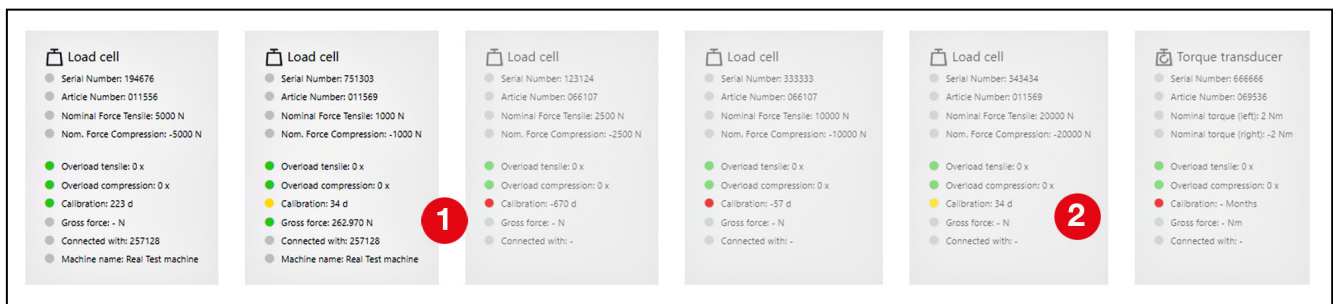 Load cell
Serial Number: 194676
Article Number: 011556
Nominal Force Tensile: 5000 N
Nom. Force Compression: -5000 N
Overload tensile: 0 x
Overload compression: 0 x
Calibration: 223 d
Gross force: - N
Connected with: 257128
Machine name: Real Test machine
Load cell
Serial Number: 751303
Article Number: 011569
Nominal Force Tensile: 1000 N
Nom. Force Compression: -1000 N
Overload tensile: 0 x
Overload compression: 0 x
Calibration: 34 d
Gross force: 262.970 N
Connected with: 257128
Machine name: Real Test machine
1
Load cell
Serial Number: 123124
Article Number: 066107
Nominal Force Tensile: 2500 N
Nom. Force Compression: -2500 N
Overload tensile: 0 x
Overload compression: 0 x
Calibration: -670 d
Gross force: - N
Connected with: -
Load cell
Serial Number: 333333
Article Number: 066107
Nominal Force Tensile: 10000 N
Nom. Force Compression: -10000 N
Overload tensile: 0 x
Overload compression: 0 x
Calibration: -57 d
Gross force: - N
Connected with: -
Load cell
Serial Number: 343434
Article Number: 011569
Nominal Force Tensile: 20000 N
Nom. Force Compression: -20000 N
Overload tensile: 0 x
Overload compression: 0 x
Calibration: 34 d
Gross force: - N
Connected with: -
2
Torque transducer
Serial Number: 666666
Article Number: 069536
Nominal torque (left): 2 Nm
Nominal torque (right): -2 Nm
Overload tensile: 0 x
Overload compression: 0 x
Calibration: - Months
Gross force: - Nm
Connected with: -